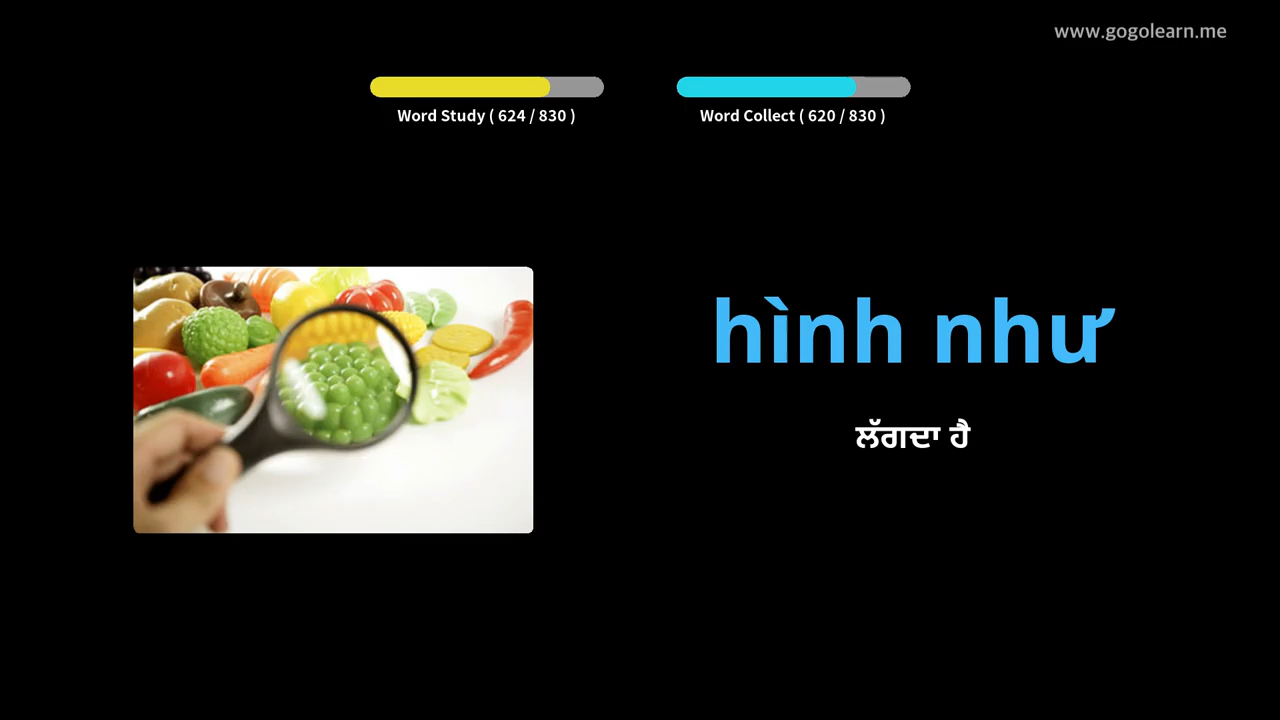 www.gogolearn.me
Word Study ( 624 / 830 )
Word Collect ( 620 / 830 )
hình như
ਲੱਗਦਾ ਹੈ